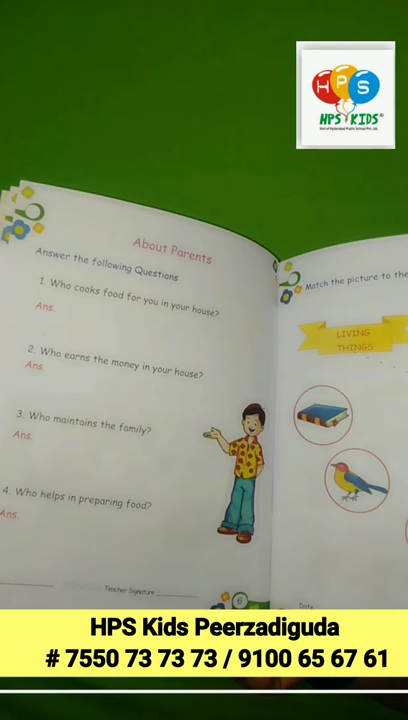 HPS
HPS KIDS®
About Parents
Answer the following Questions
1. Who cooks food for you in your house?
Ans.
2. Who earns the money in your house?
Ans.
3. Who maintains the family?
Ans.
4. Who helps in preparing food?
Ans.
Teacher Signature
6
Match the picture to the
LIVING
THINGS
Date
HPS Kids Peerzadiguda
# 7550 73 73 73 / 9100 65 67 61